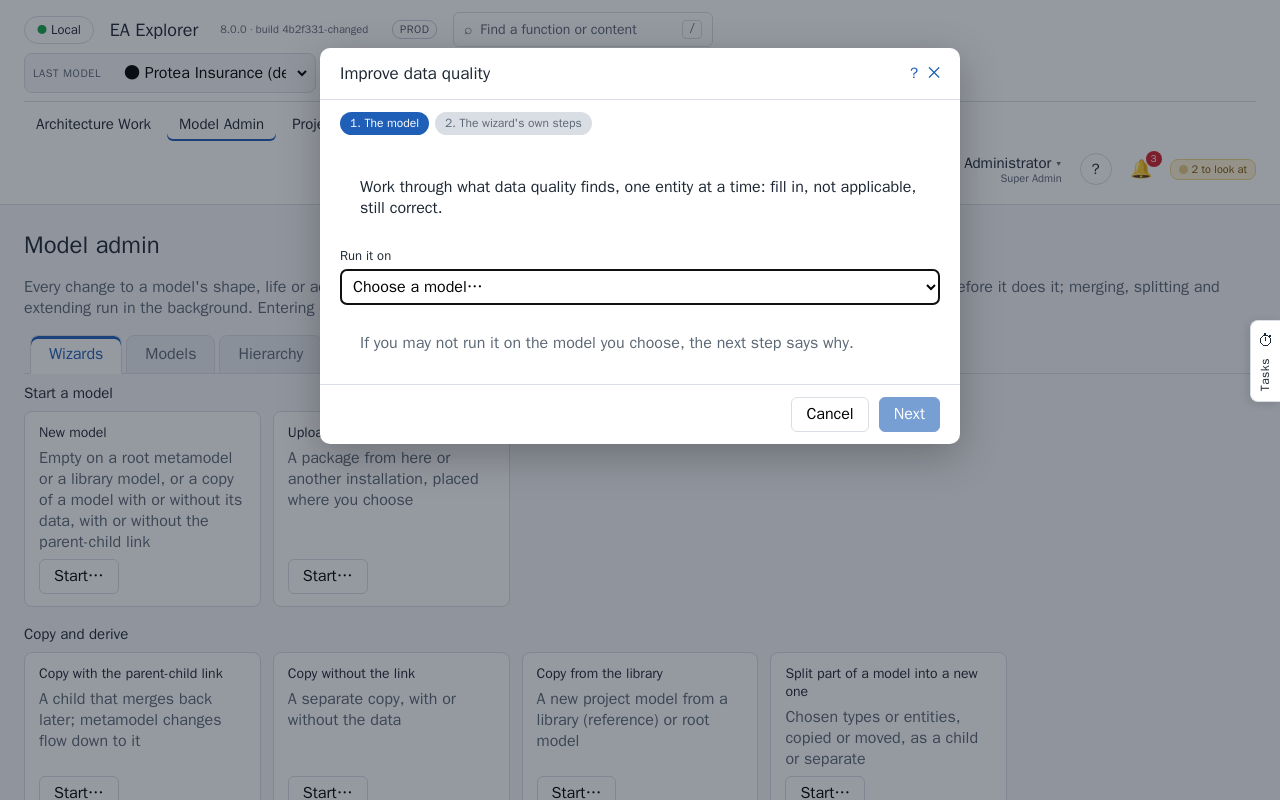 Local
EA Explorer
8.0.0 · build 4b2f331-changed
PROD
Find a function or content
/
LAST MODEL
Protea Insurance (de
Architecture Work
Model Admin
Proje
Administrator
Super Admin
?
3
2 to look at
Improve data quality
?
1. The model
2. The wizard's own steps
Work through what data quality finds, one entity at a time: fill in, not applicable,
still correct.
Run it on
Choose a model…
If you may not run it on the model you choose, the next step says why.
Cancel
Next
Model admin
Every change to a model's shape, life or ac
efore it does it; merging, splitting and
extending run in the background. Entering
Wizards
Models
Hierarchy
Tasks
Start a model
New model
Empty on a root metamodel
or a library model, or a copy
of a model with or without its
data, with or without the
parent-child link
Start…
Uploa
A package from here or
another installation, placed
where you choose
Start…
Copy and derive
Copy with the parent-child link
A child that merges back
later; metamodel changes
flow down to it
Start…
Copy without the link
A separate copy, with or
without the data
Start…
Copy from the library
A new project model from a
library (reference) or root
model
Start…
Split part of a model into a new
one
Chosen types or entities,
copied or moved, as a child
or separate
Start…